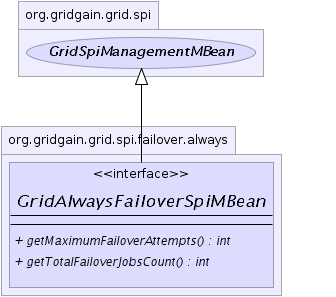 org.gridgain.grid.spi
GridSpiManagementMBean
org.gridgain.grid.spi.failover.always
<<interface>>
GridAlwaysFailoverSpiMBean
+ getMaximumFailoverAttempts() : int
+ getTotalFailoverJobsCount() : int